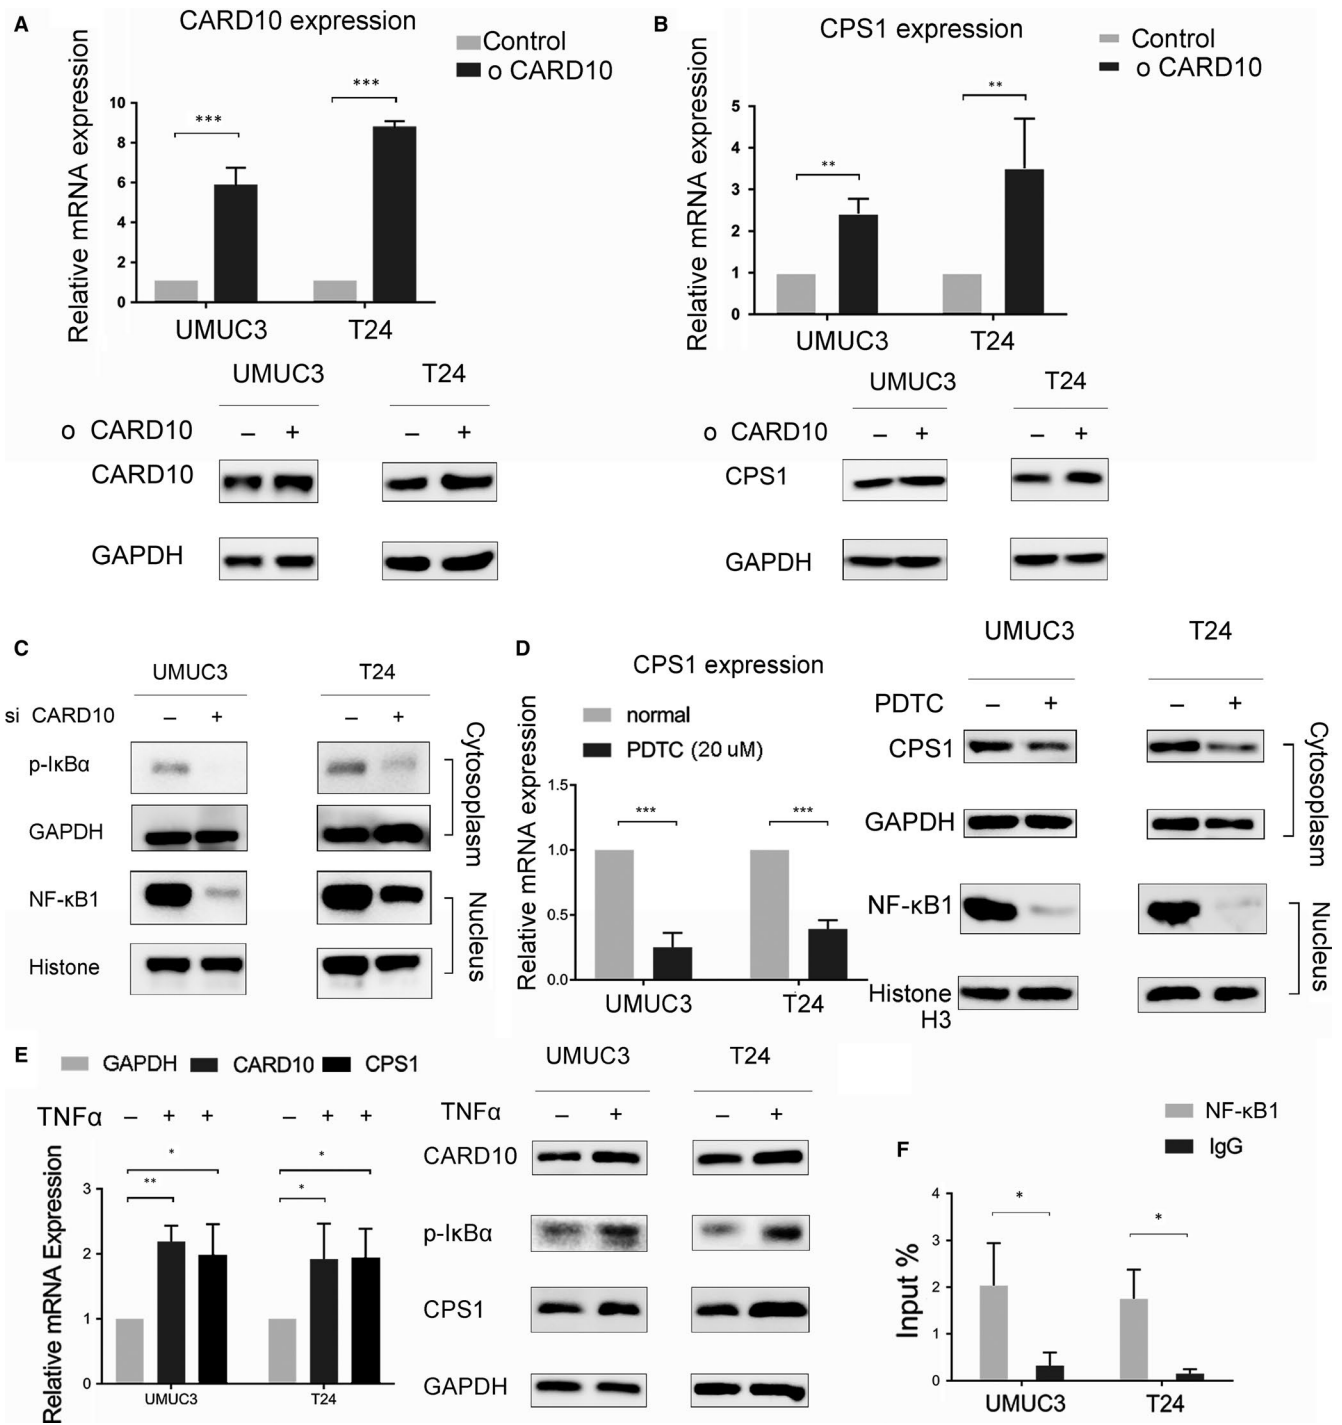 A
CARD10 expression
Control
o CARD10
Relative mRNA expression
10
8
6
4
2
0
***
***
UMUC3
T24
UMUC3
T24
o CARD10
–
+
–
+
CARD10
GAPDH
B
CPS1 expression
Control
o CARD10
Relative mRNA expression
5
4
3
2
1
0
**
**
UMUC3
T24
UMUC3
T24
o CARD10
–
+
–
+
CPS1
GAPDH
C
UMUC3
T24
si CARD10
–
+
–
+
p-IκBα
GAPDH
NF-κB1
Histone
Cytosoplasm
Nucleus
D
CPS1 expression
normal
PDTC (20 uM)
Relative mRNA expression
1.5
1.0
0.5
0.0
***
***
UMUC3
T24
UMUC3
T24
PDTC
–
+
–
+
CPS1
GAPDH
NF-κB1
Histone
H3
Cytosoplasm
Nucleus
E
GAPDH
CARD10
CPS1
TNFα
–
+
+
–
+
+
Relative mRNA Expression
3
2
1
0
*
**
*
*
UMUC3
T24
UMUC3
T24
TNFα
–
+
–
+
CARD10
p-IκBα
CPS1
GAPDH
F
NF-κB1
IgG
Input %
4
3
2
1
0
*
*
UMUC3
T24